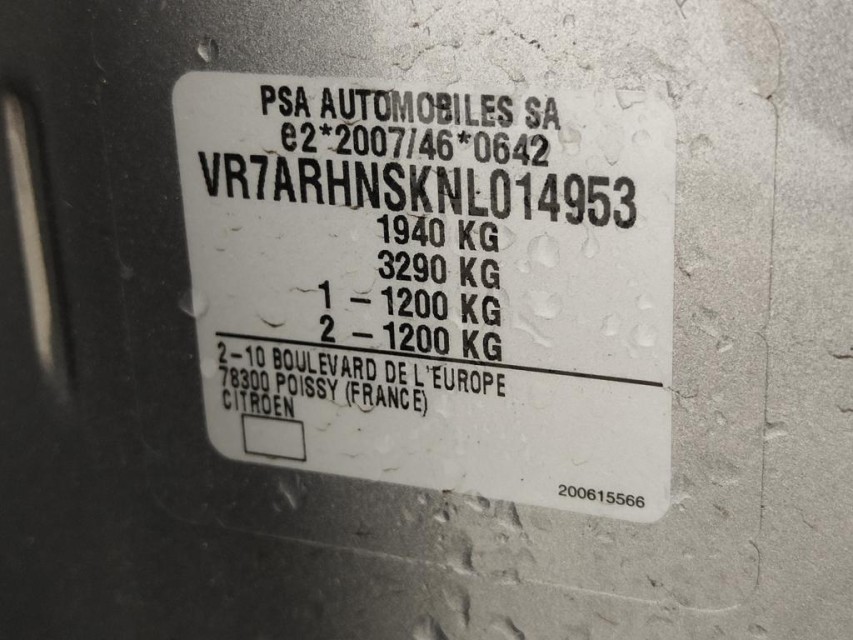 PSA AUTOMOBILES SA
e2*2007/46*0642
VR7ARHNSKNL014953
1940 KG
3290 KG
1 – 1200 KG
2 – 1200 KG
2–10 BOULEVARD DE L'EUROPE
78300 POISSY (FRANCE)
CITROEN
200615566